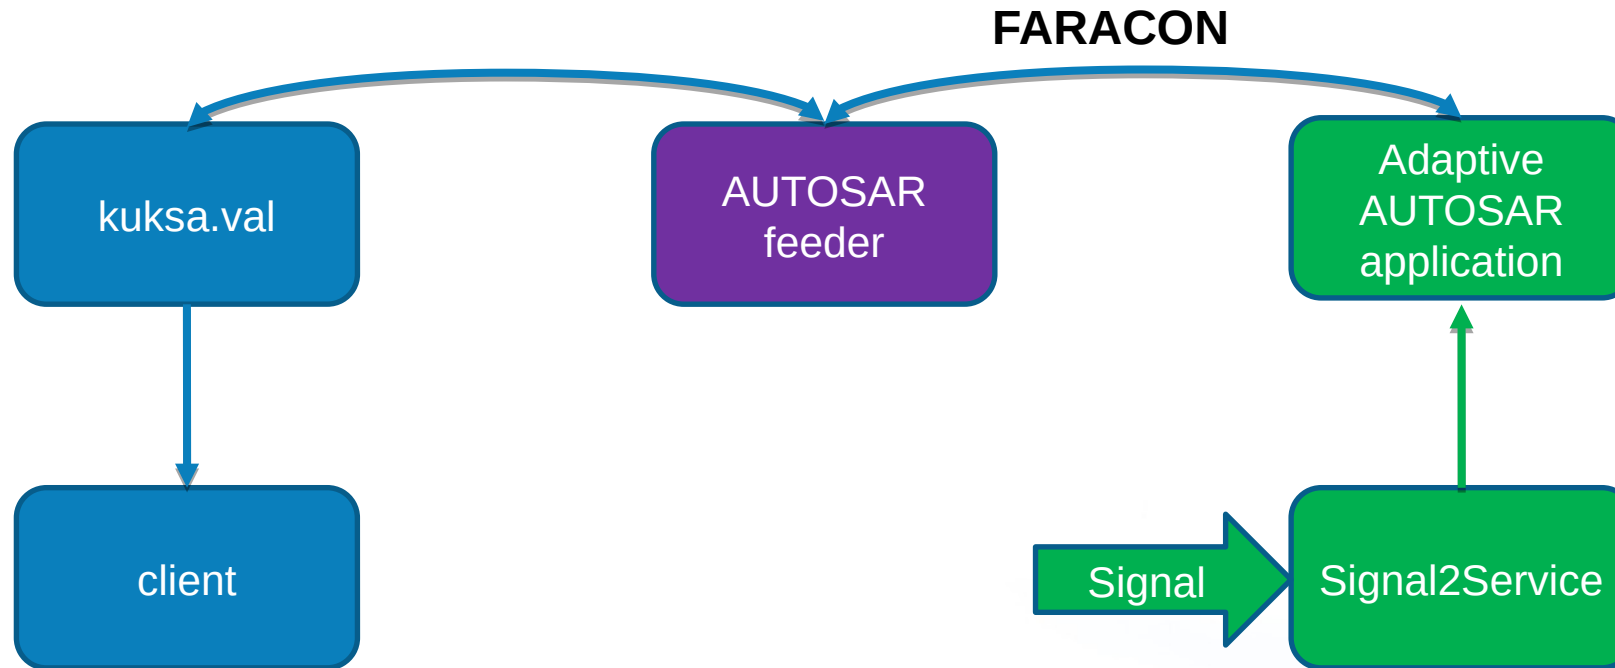 FARACON
kuksa.val
AUTOSAR
feeder
Adaptive
AUTOSAR
application
client
Signal
Signal2Service